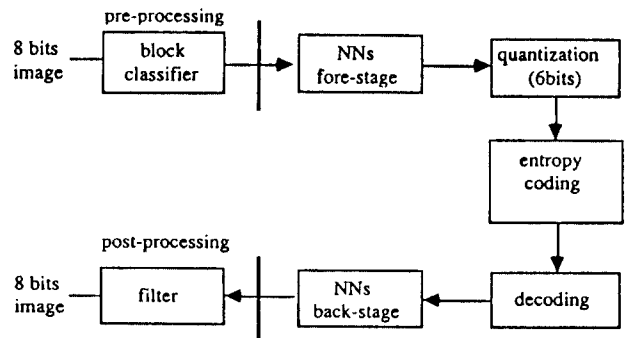 pre-processing
8 bits
image
block
classifier
NNs
fore-stage
quantization
(6bits)
entropy
coding
post-processing
8 bits
image
filter
NNs
back-stage
decoding